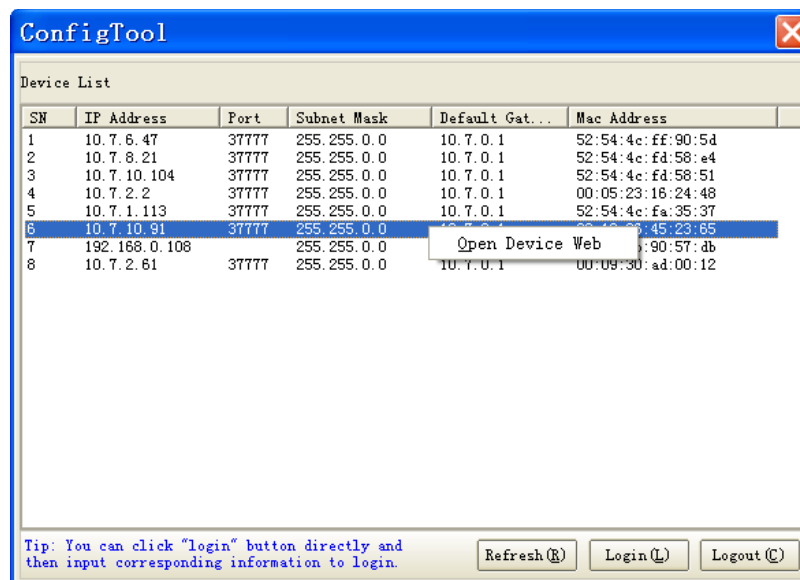 ConfigTool
Device List
SN IP Address Port Subnet Mask Default Gat... Mac Address
1 10.7.6.47 37777 255.255.0.0 10.7.0.1 52:54:4c:ff:90:5d
2 10.7.8.21 37777 255.255.0.0 10.7.0.1 52:54:4c:fd:58:e4
3 10.7.10.104 37777 255.255.0.0 10.7.0.1 52:54:4c:fd:58:51
4 10.7.2.2 37777 255.255.0.0 10.7.0.1 00:05:23:16:24:48
5 10.7.1.113 37777 255.255.0.0 10.7.0.1 52:54:4c:fa:35:37
6 10.7.10.91 37777 255.255.0.0 :45:23:65
Open Device Web
7 192.168.0.108 255.255.0.0 :90:57:db
8 10.7.2.61 37777 255.255.0.0 10.7.0.1 00:09:30:ad:00:12
Tip: You can click "login" button directly and
then input corresponding information to login.
Refresh(R) Login(L) Logout(C)